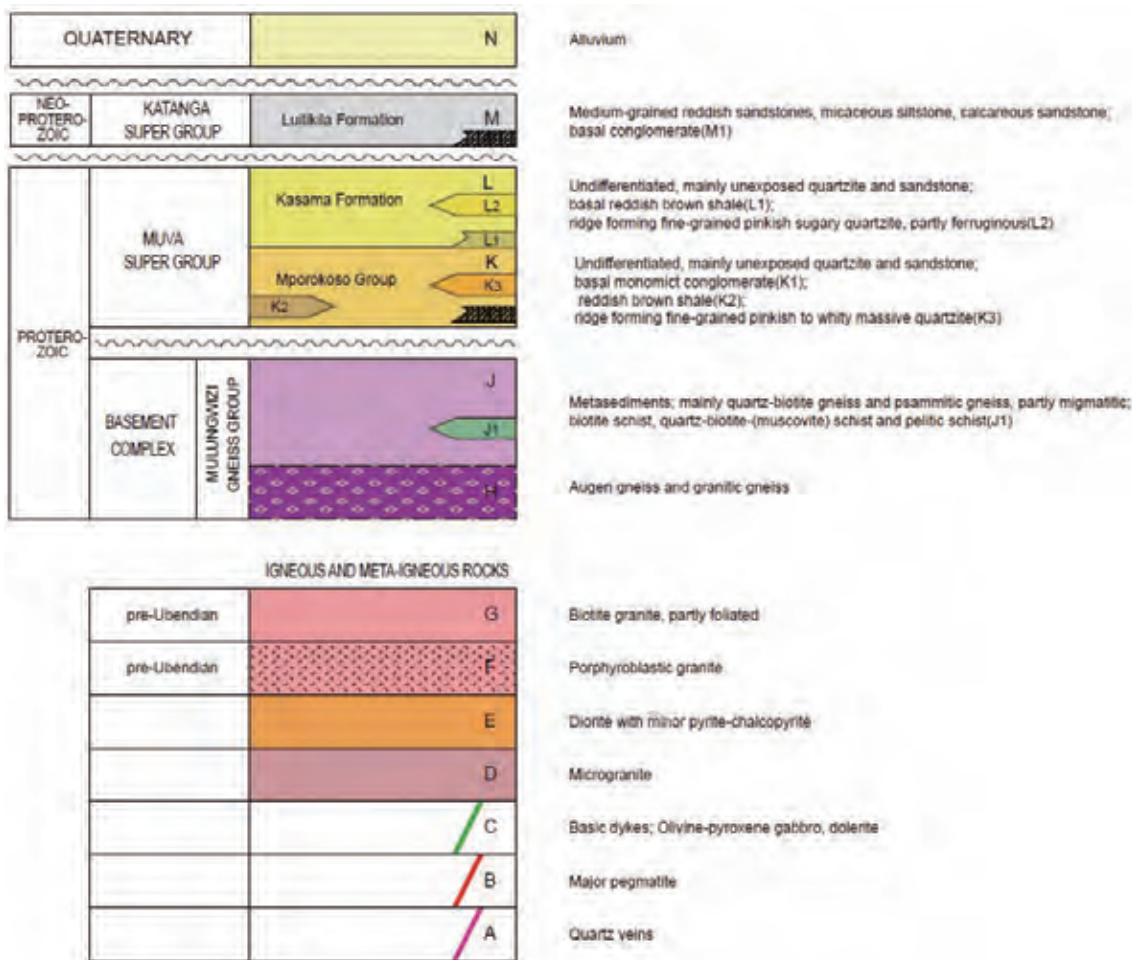 QUATERNARY
N
Alluvium
NEO-
PROTERO-
ZOIC
KATANGA
SUPER GROUP
Luitikila Formation
M
Medium-grained reddish sandstones, micaceous siltstone, calcareous sandstone;
basal conglomerate(M1)
PROTERO-
ZOIC
MUVA
SUPER GROUP
Kasama Formation
L
L2
L1
Undifferentiated, mainly unexposed quartzite and sandstone;
basal reddish brown shale(L1);
ridge forming fine-grained pinkish sugary quartzite, partly ferruginous(L2)
Mporokoso Group
K
K3
K2
Undifferentiated, mainly unexposed quartzite and sandstone;
basal monomict conglomerate(K1);
reddish brown shale(K2);
ridge forming fine-grained pinkish to whity massive quartzite(K3)
BASEMENT
COMPLEX
MULUNGWIZI
GNEISS GROUP
J
J1
Metasediments; mainly quartz-biotite gneiss and psammitic gneiss, partly migmatitic;
biotite schist, quartz-biotite-(muscovite) schist and pelitic schist(J1)
H
Augen gneiss and granitic gneiss
IGNEOUS AND META-IGNEOUS ROCKS
pre-Ubendian
G
Biotite granite, partly foliated
pre-Ubendian
F
Porphyroblastic granite
E
Diorite with minor pyrite-chalcopyrite
D
Microgranite
C
Basic dykes; Olivine-pyroxene gabbro, dolerite
B
Major pegmatite
A
Quartz veins